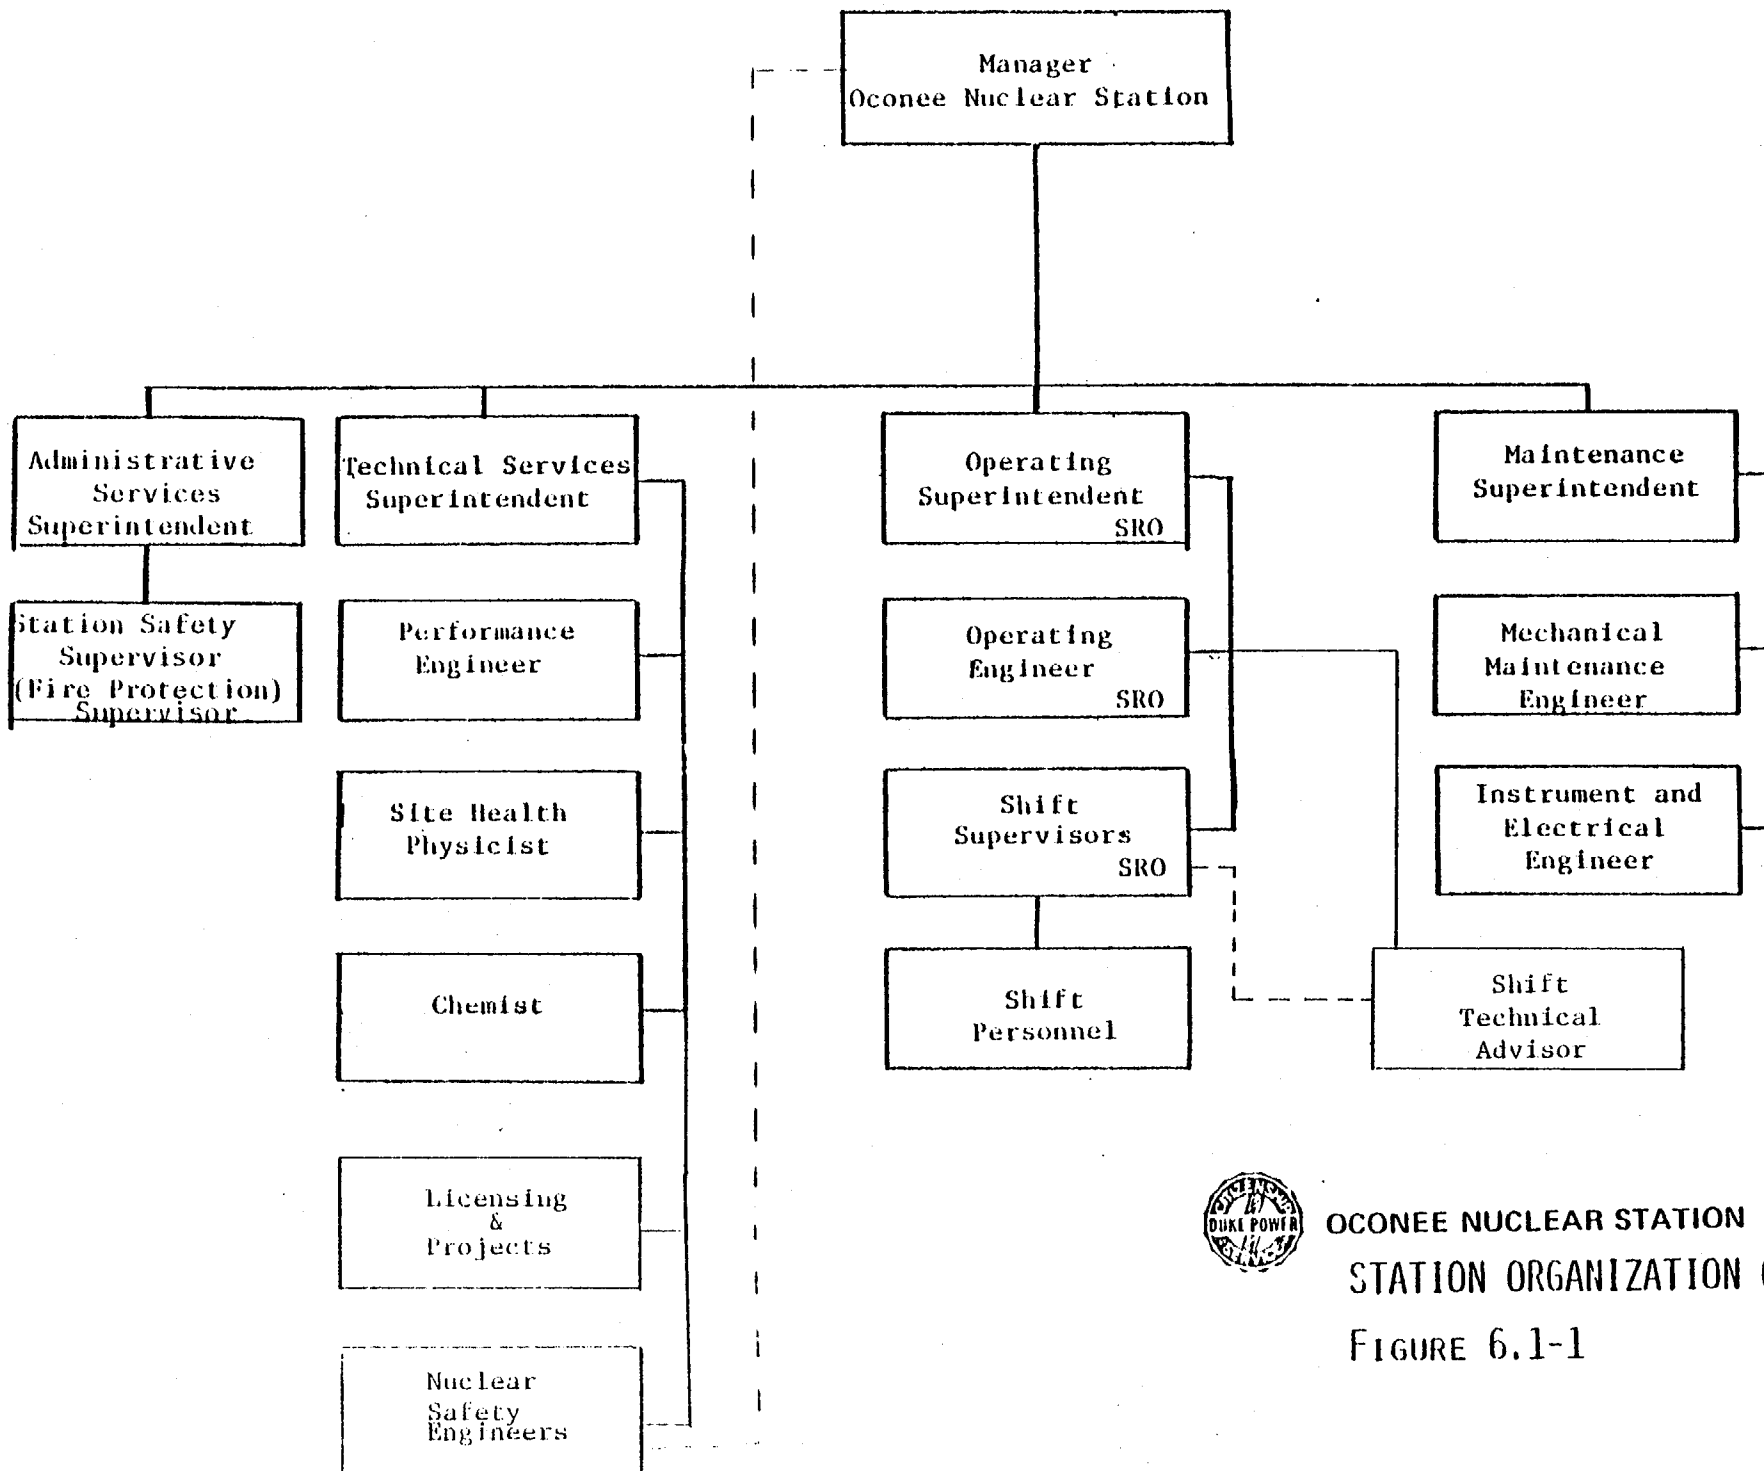 Manager
Oconee Nuclear Station
Administrative
Services
Superintendent
Technical Services
Superintendent
Operating
Superintendent
SRO
Maintenance
Superintendent
Station Safety
Supervisor
(Fire Protection)
Supervisor
Performance
Engineer
Operating
Engineer
SRO
Mechanical
Maintenance
Engineer
Site Health
Physicist
Shift
Supervisors
SRO
Instrument and
Electrical
Engineer
Chemist
Shift
Personnel
Shift
Technical
Advisor
Licensing
&
Projects
Nuclear
Safety
Engineers
DUKE POWER
OCONEE NUCLEAR STATION
STATION ORGANIZATION
FIGURE 6.1-1